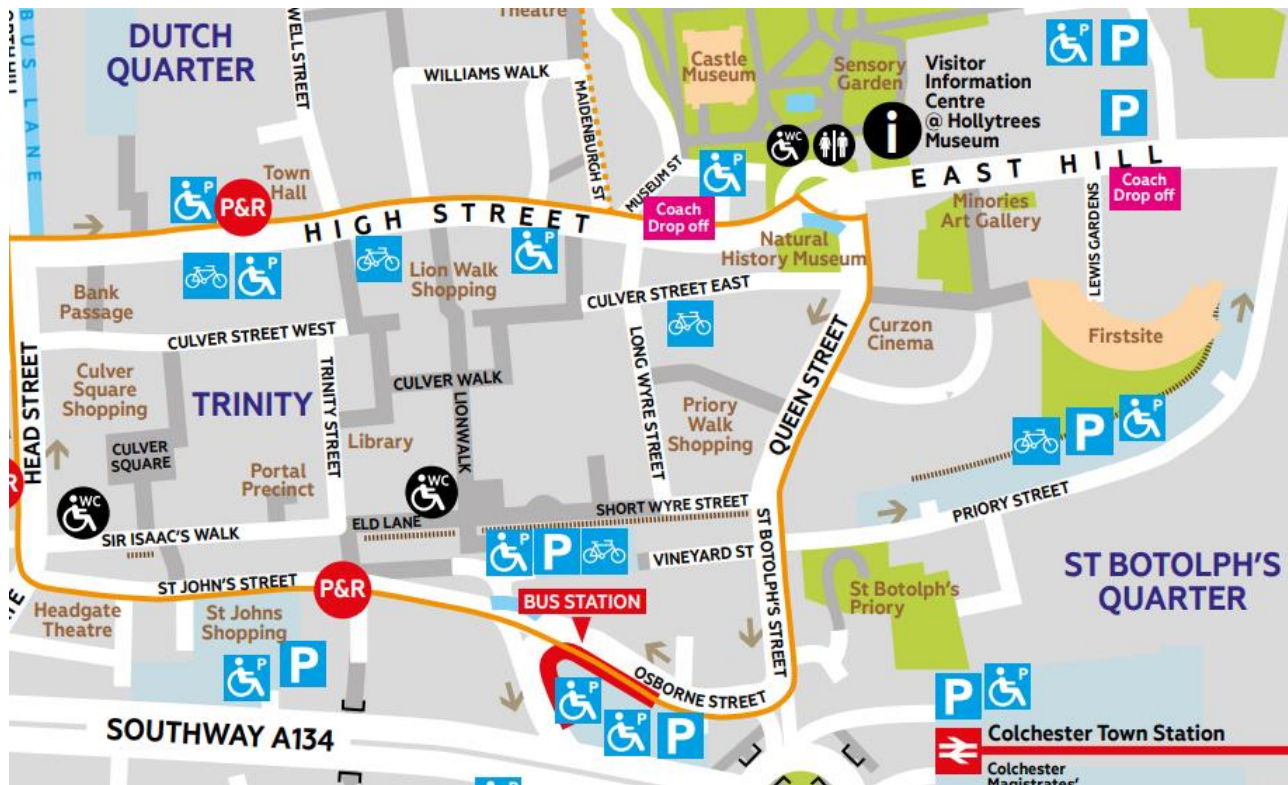 Theatre
BUS LANE
DUTCH
QUARTER
WELL STREET
WILLIAMS WALK
MAIDENBURGH ST
Castle
Museum
Sensory
Garden
Visitor
Information
Centre
@ Hollytrees
Museum
P
P
P
WC
i
MUSEUM ST
P
EAST HILL
Coach
Drop off
Town
Hall
P
P&R
HIGH STREET
Coach
Drop off
Minories
Art Gallery
LEWIS GARDENS
Natural
History Museum
P
P
Lion Walk
Shopping
Bank
Passage
CULVER STREET EAST
CULVER STREET WEST
LONG WYRE STREET
QUEEN STREET
Curzon
Cinema
Firstsite
HEAD STREET
Culver
Square
Shopping
TRINITY
TRINITY STREET
CULVER WALK
LIONWALK
Library
Priory
Walk
Shopping
P
P
CULVER
SQUARE
Portal
Precinct
WC
WC
R
SHORT WYRE STREET
PRIORY STREET
SIR ISAAC'S WALK
ELD LANE
P
P
VINEYARD ST
ST BOTOLPH'S STREET
ST JOHN'S STREET
P&R
BUS STATION
St Botolph's
Priory
ST BOTOLPH'S
QUARTER
Headgate
Theatre
St Johns
Shopping
P
P
OSBORNE STREET
P
P
P
P
P
SOUTHWAY A134
Colchester Town Station
Colchester
Magistrates'
P